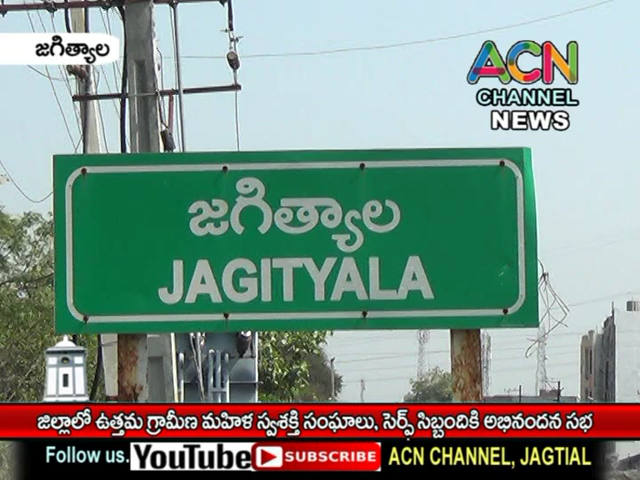 జగిత్యాల
ACN
CHANNEL
NEWS
జగిత్యాల
JAGITYALA
జిల్లాలో ఉత్తమ గ్రామీణ మహిళ స్వశక్తి సంఘాలు, సెర్ప్ సిబ్బందికి అభినందన సభ
Follow us. YouTube SUBSCRIBE ACN CHANNEL, JAGTIAL